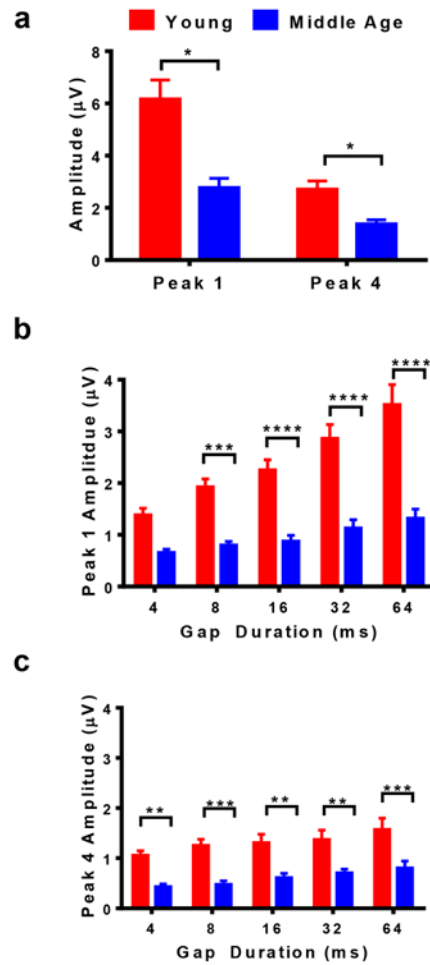 a
Young Middle Age
Amplitude (μV)
8
6
4
2
0
*
*
Peak 1 Peak 4
b
Peak 1 Amplitdue (μV)
4
3
2
1
0
*** **** **** ****
4 8 16 32 64
Gap Duration (ms)
c
Peak 4 Amplitude (μV)
4
3
2
1
0
** *** ** ** ***
4 8 16 32 64
Gap Duration (ms)